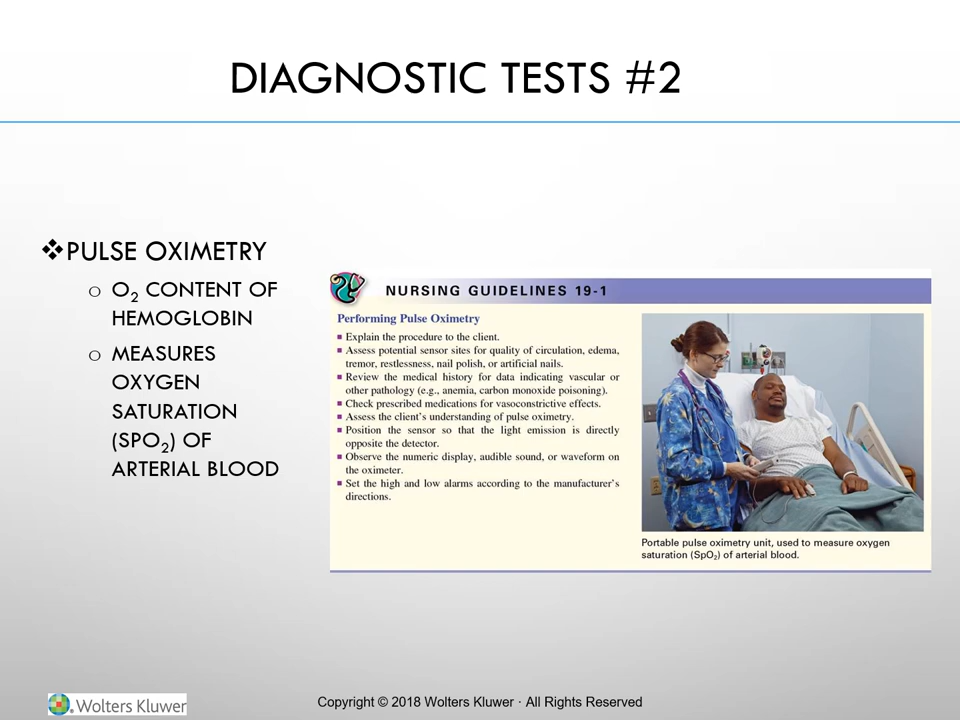 DIAGNOSTIC TESTS #2
❖PULSE OXIMETRY
o O2 CONTENT OF
HEMOGLOBIN
o MEASURES
OXYGEN
SATURATION
(SPO2) OF
ARTERIAL BLOOD
NURSING GUIDELINES 19-1
Performing Pulse Oximetry
■ Explain the procedure to the client.
■ Assess potential sensor sites for quality of circulation, edema,
tremor, restlessness, nail polish, or artificial nails.
■ Review the medical history for data indicating vascular or
other pathology (e.g., anemia, carbon monoxide poisoning).
■ Check prescribed medications for vasoconstrictive effects.
■ Assess the client's understanding of pulse oximetry.
■ Position the sensor so that the light emission is directly
opposite the detector.
■ Observe the numeric display, audible sound, or waveform on
the oximeter.
■ Set the high and low alarms according to the manufacturer's
directions.
Portable pulse oximetry unit, used to measure oxygen
saturation (SpO2) of arterial blood.
Wolters Kluwer
Copyright © 2018 Wolters Kluwer · All Rights Reserved